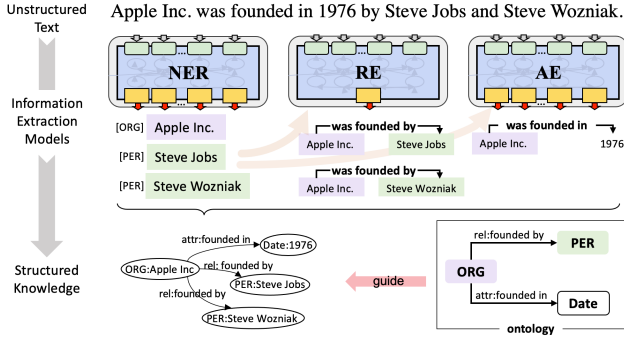 Unstructured
Text
Apple Inc. was founded in 1976 by Steve Jobs and Steve Wozniak.
NER
RE
AE
...
...
...
...
...
Information
Extraction
Models
[ORG] Apple Inc.
[PER] Steve Jobs
[PER] Steve Wozniak
was founded by
Apple Inc. Steve Jobs
was founded by
Apple Inc. Steve Wozniak
was founded in
Apple Inc. 1976
Structured
Knowledge
attr:founded in
Date:1976
ORG:Apple Inc
rel: founded by
PER:Steve Jobs
rel:founded by
PER:Steve Wozniak
guide
rel:founded by
PER
ORG
attr:founded in
Date
ontology